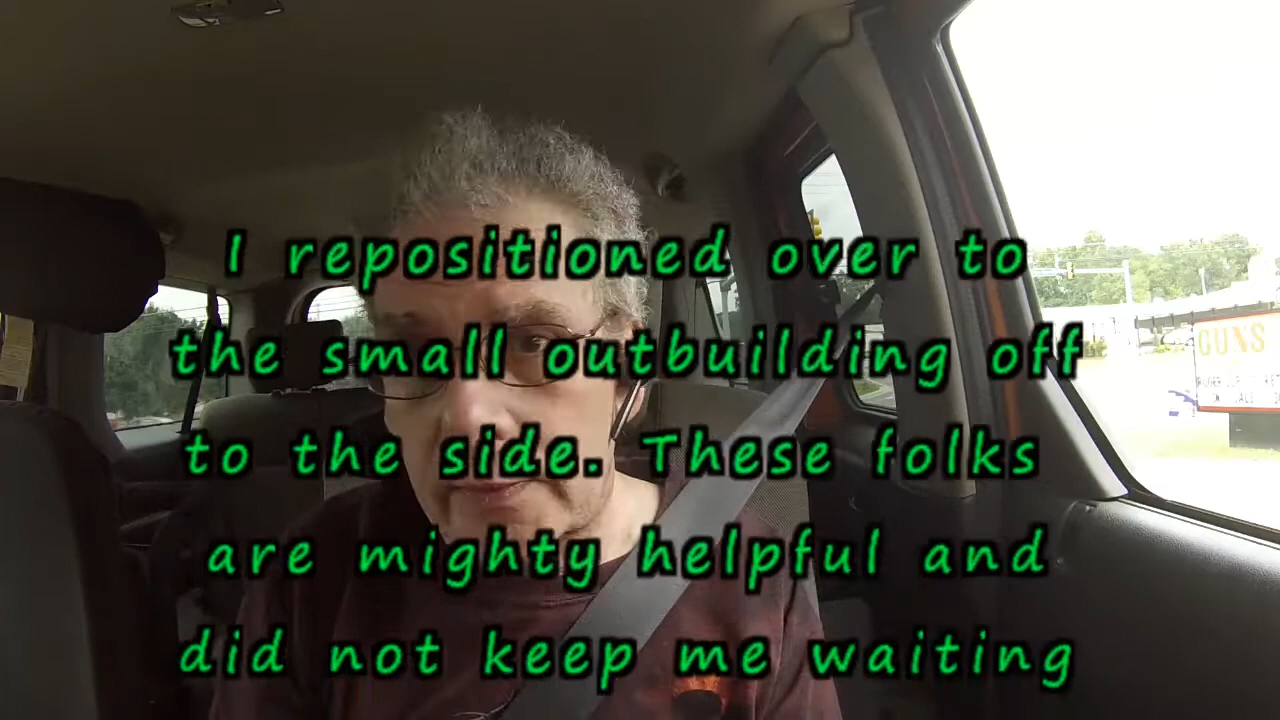 I repositioned over to
the small outbuilding off
to the side. These folks
are mighty helpful and
did not keep me waiting
GUNS